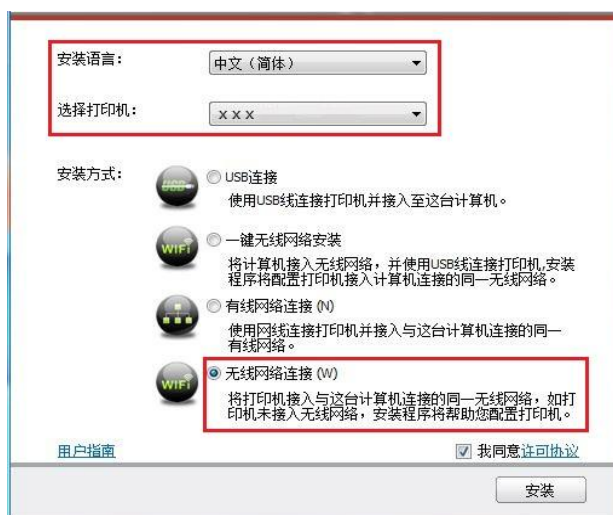 安装语言：
中文（简体）
选择打印机：
x x x
安装方式：
USB
USB连接
使用USB线连接打印机并接入至这台计算机。
WiFi
一键无线网络安装
将计算机接入无线网络，并使用USB线连接打印机,安装
程序将配置打印机接入计算机连接的同一无线网络。
有线网络连接 (N)
使用网线连接打印机并接入与这台计算机连接的同一
有线网络。
WiFi
无线网络连接 (W)
将打印机接入与这台计算机连接的同一无线网络，如打
印机未接入无线网络，安装程序将帮助您配置打印机。
用户指南
我同意许可协议
安装